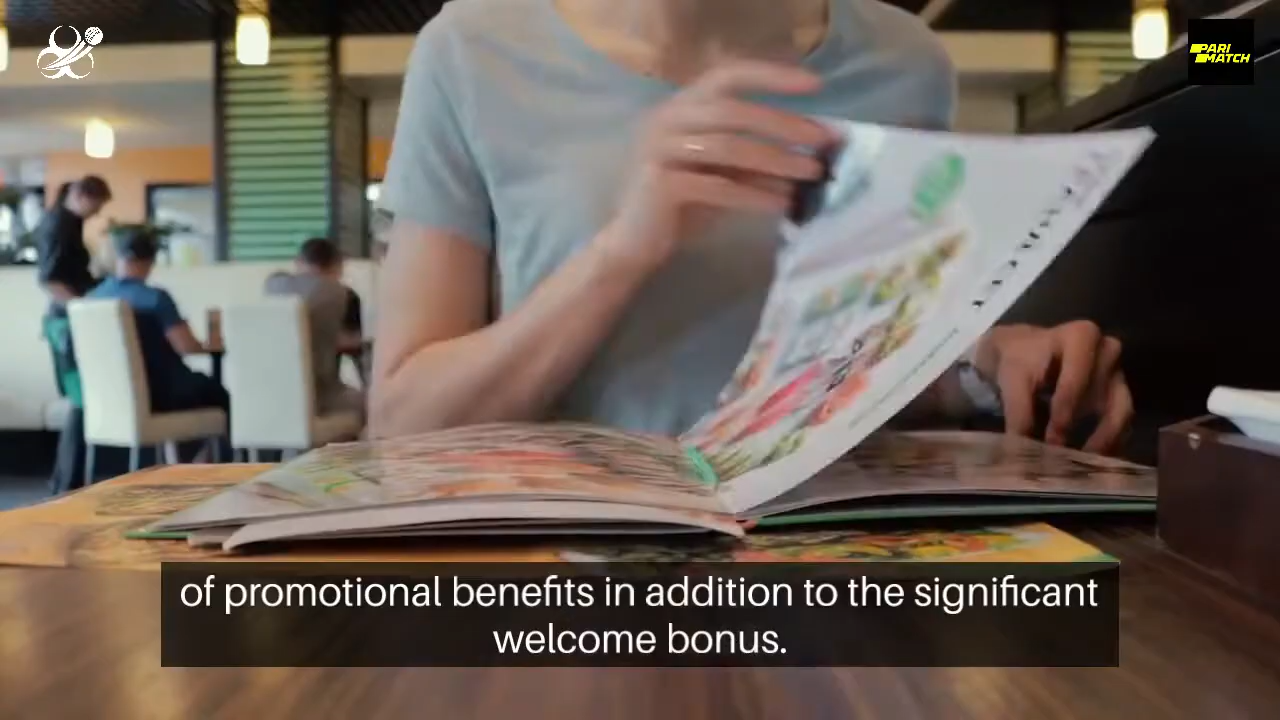 PARI
MATCH
of promotional benefits in addition to the significant
welcome bonus.